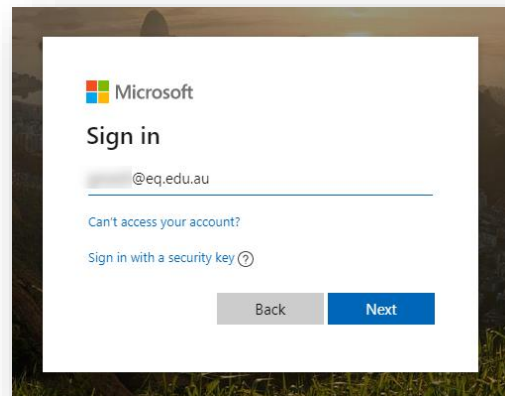 Microsoft
Sign in
@eq.edu.au
Can't access your account?
Sign in with a security key
Back Next